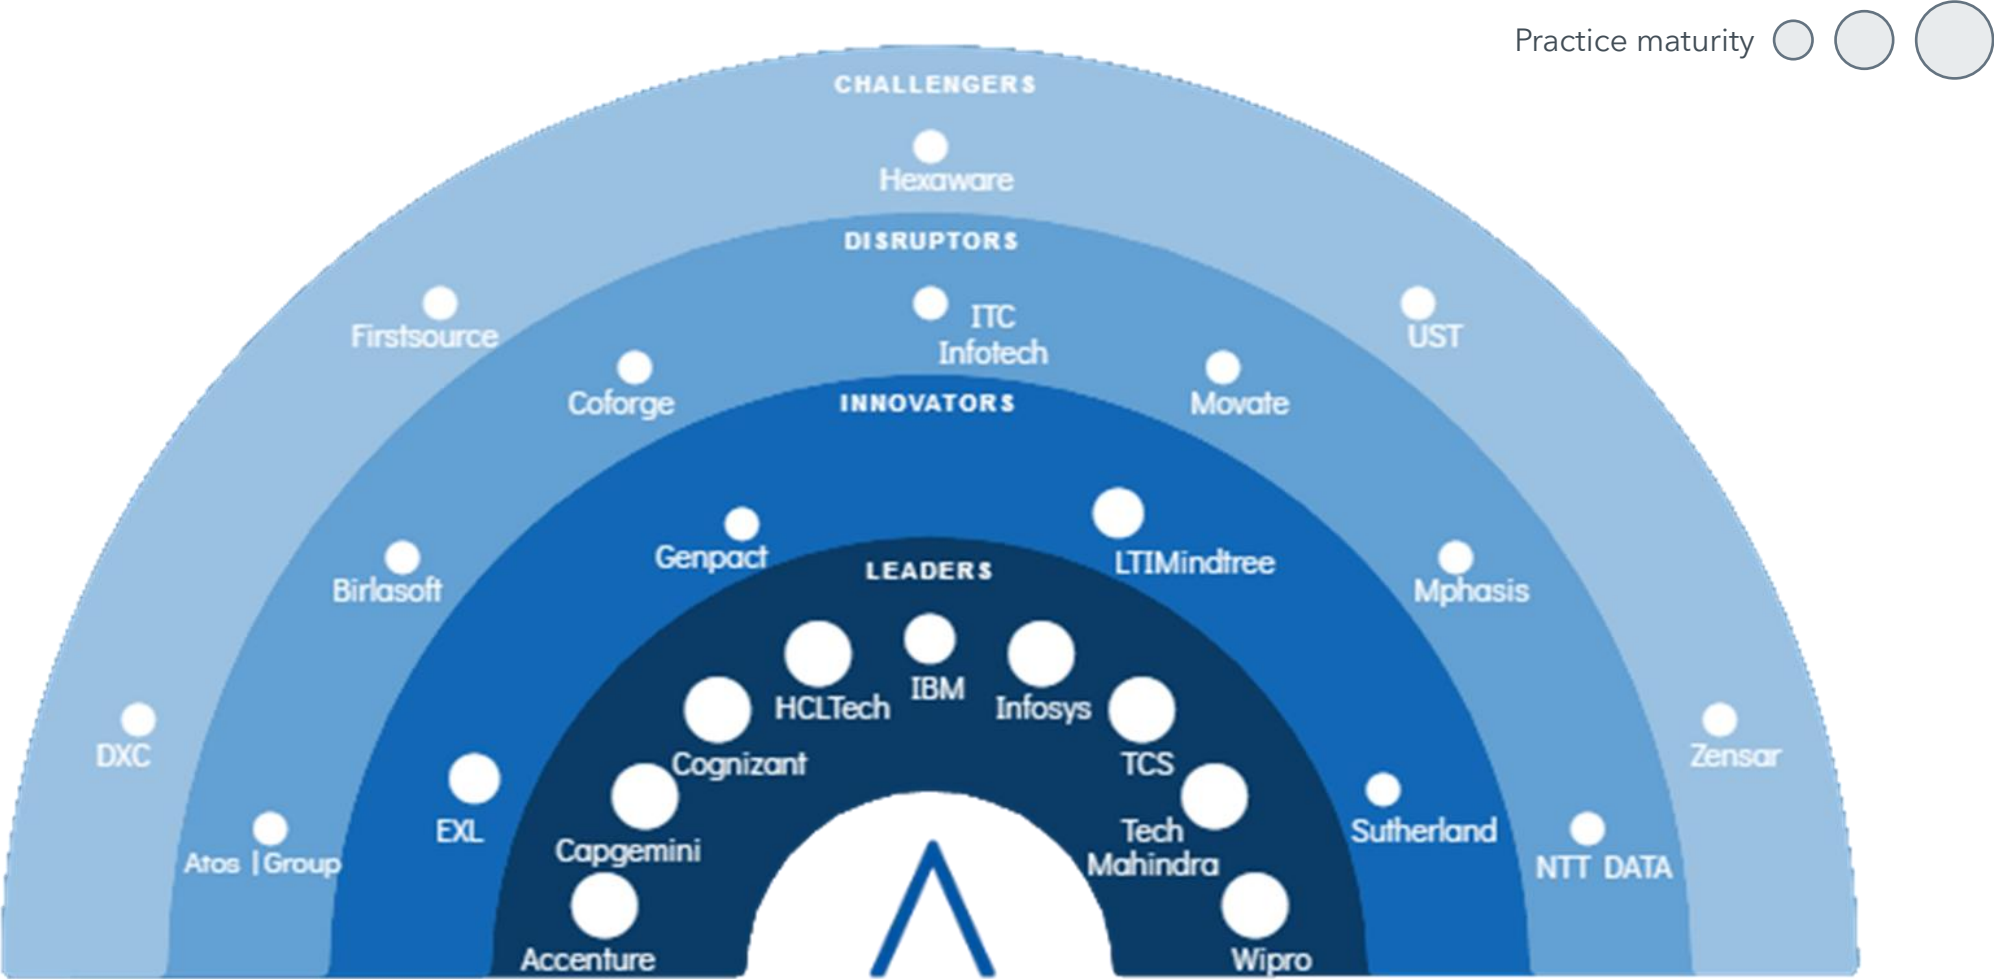 Practice maturity
CHALLENGERS
Hexaware
Firstsource
UST
DXC
Zensar
DISRUPTORS
ITC
Infotech
Coforge
Movate
Birlasoft
Mphasis
Atos |Group
NTT DATA
INNOVATORS
Genpact
LTIMindtree
EXL
Sutherland
LEADERS
IBM
HCLTech
Infosys
Cognizant
TCS
Capgemini
Tech
Mahindra
Accenture
Wipro